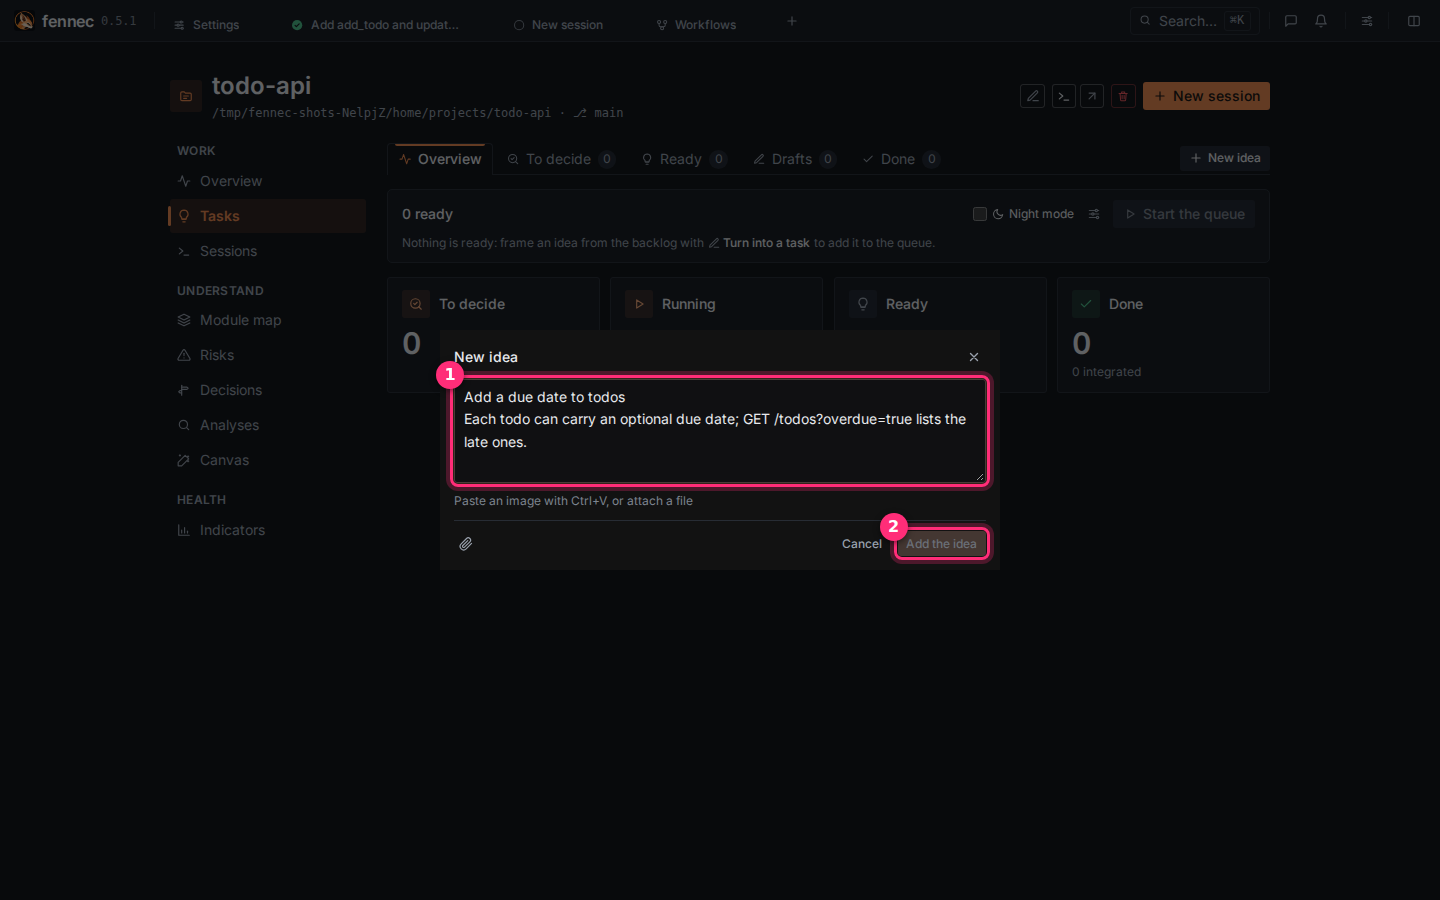 fennec 0.5.1
Settings
Add add_todo and updat...
New session
Workflows
Search... ⌘K
todo-api
/tmp/fennec-shots-NelpjZ/home/projects/todo-api · ⎇ main
New session
WORK
Overview
Tasks
Sessions
UNDERSTAND
Module map
Risks
Decisions
Analyses
Canvas
HEALTH
Indicators
Overview
To decide 0
Ready 0
Drafts 0
Done 0
New idea
0 ready
Night mode
Start the queue
Nothing is ready: frame an idea from the backlog with Turn into a task to add it to the queue.
To decide
0
Running
Ready
Done
0
0 integrated
New idea
1
Add a due date to todos
Each todo can carry an optional due date; GET /todos?overdue=true lists the
late ones.
Paste an image with Ctrl+V, or attach a file
2
Cancel
Add the idea